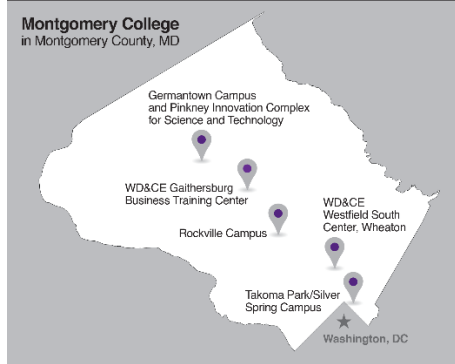 Montgomery College
in Montgomery County, MD
Germantown Campus
and Pinkney Innovation Complex
for Science and Technology
WD&CE Gaithersburg
Business Training Center
Rockville Campus
WD&CE
Westfield South
Center, Wheaton
Takoma Park/Silver
Spring Campus
Washington, DC